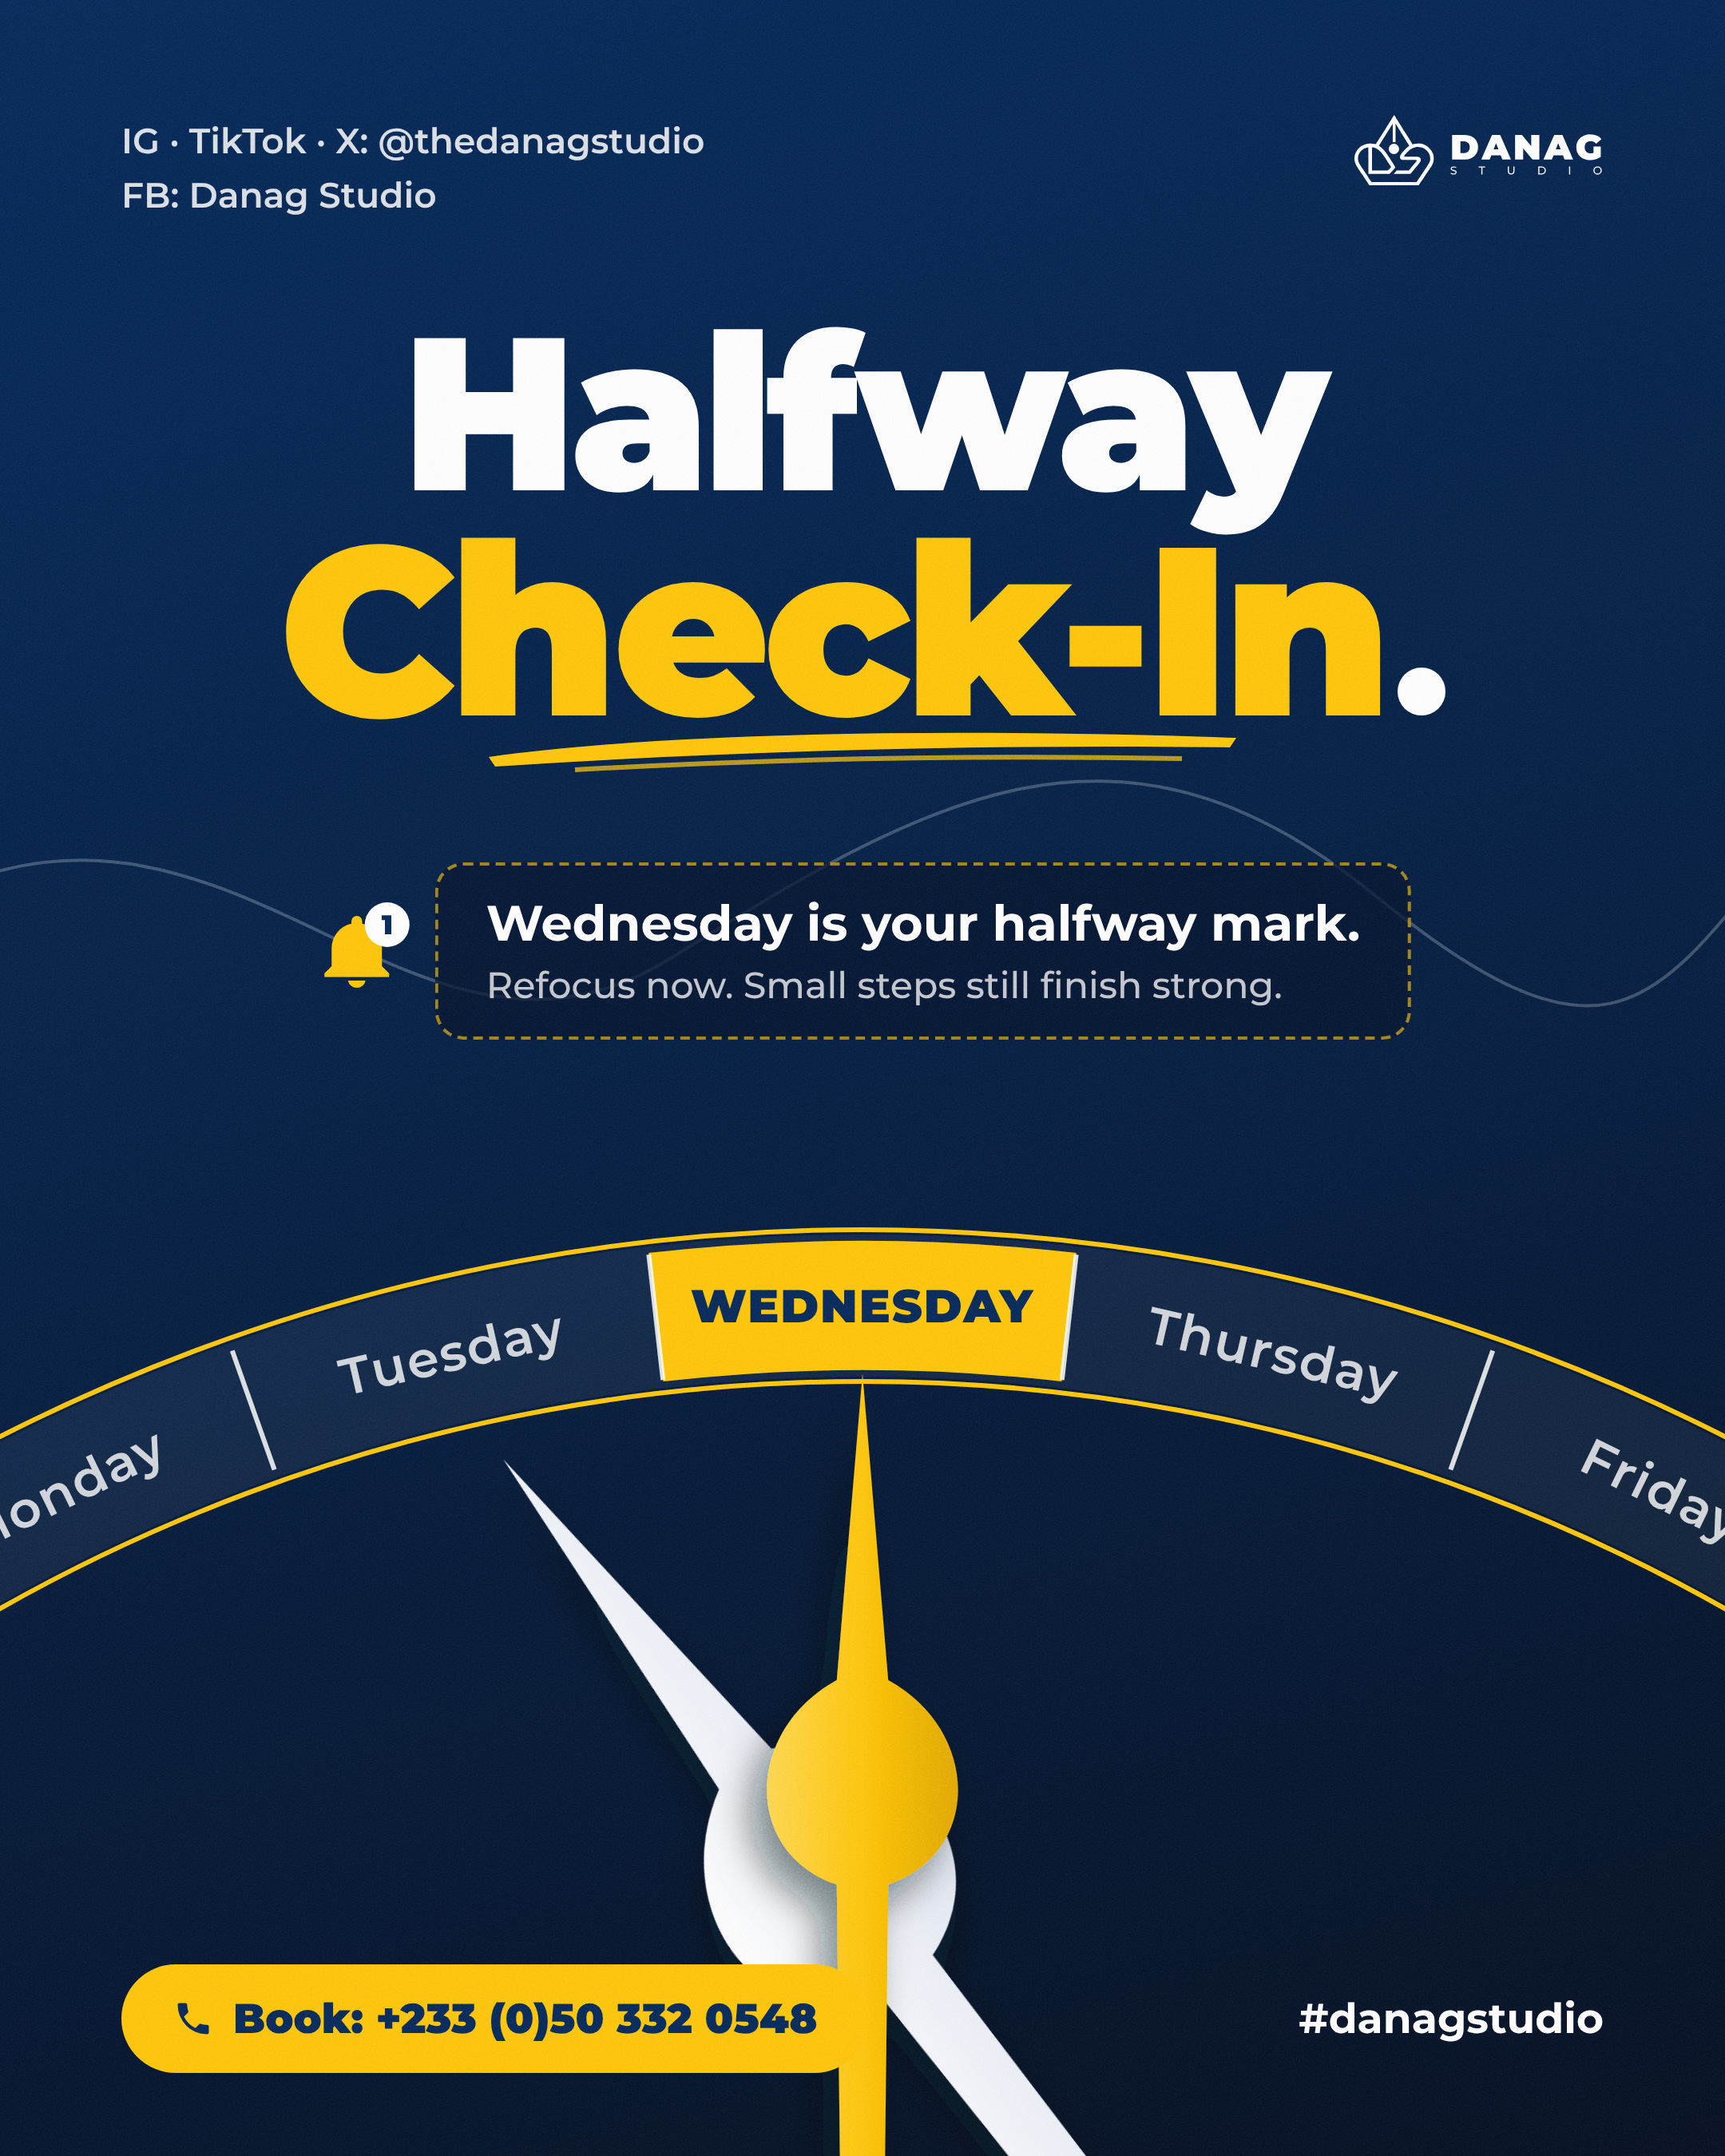 IG · TikTok · X: @thedanagstudio
FB: Danag Studio
DS
DANAG
STUDIO
Halfway
Check-In.
1
Wednesday is your halfway mark.
Refocus now. Small steps still finish strong.
onday
Tuesday
WEDNESDAY
Thursday
Friday
Book: +233 (0)50 332 0548
#danagstudio